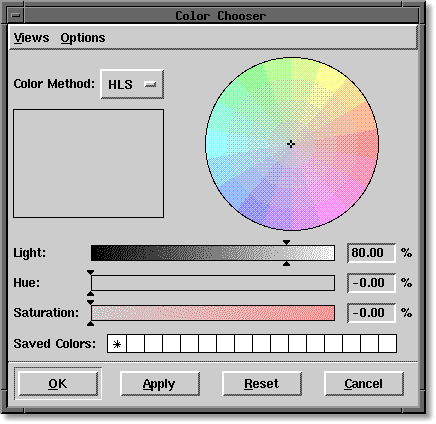 Color Chooser
Views Options
Color Method: HLS
Light: 80.00 %
Hue: -0.00 %
Saturation: -0.00 %
Saved Colors: *
OK Apply Reset Cancel